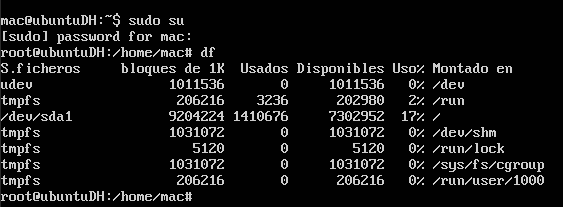 mac@ubuntuDH:~$ sudo su
[sudo] password for mac:
root@ubuntuDH:/home/mac# df
S.ficheros     bloques de 1K  Usados Disponibles Uso% Montado en
udev                 1011536       0     1011536   0% /dev
tmpfs                 206216    3236      202980   2% /run
/dev/sda1            9204224 1410676     7302952  17% /
tmpfs                1031072       0     1031072   0% /dev/shm
tmpfs                   5120       0        5120   0% /run/lock
tmpfs                1031072       0     1031072   0% /sys/fs/cgroup
tmpfs                 206216       0      206216   0% /run/user/1000
root@ubuntuDH:/home/mac#